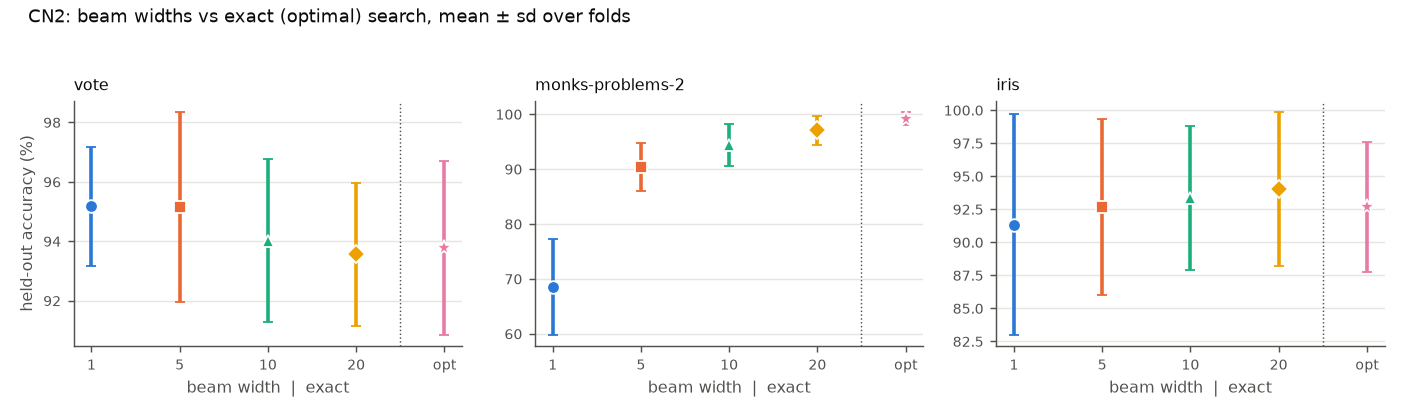 CN2: beam widths vs exact (optimal) search, mean ± sd over folds
vote
held-out accuracy (%)
98
96
94
92
1 5 10 20 opt
beam width | exact
monks-problems-2
100
90
80
70
60
1 5 10 20 opt
beam width | exact
iris
100.0
97.5
95.0
92.5
90.0
87.5
85.0
82.5
1 5 10 20 opt
beam width | exact